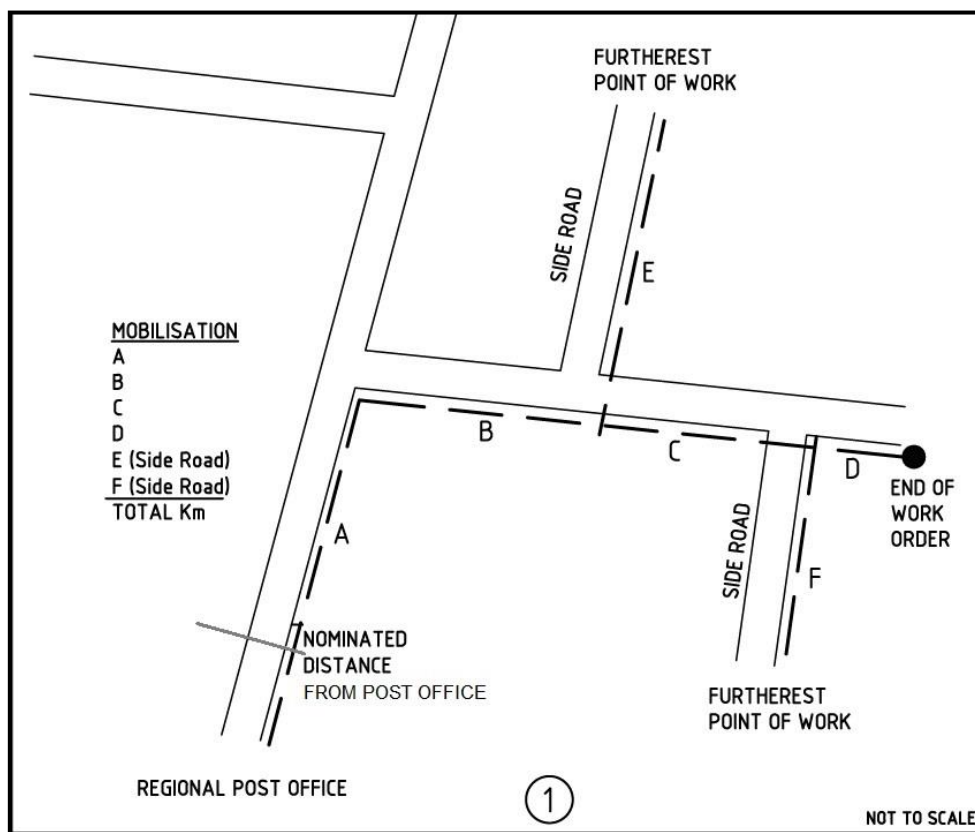 FURTHEREST
POINT OF WORK
SIDE ROAD
E
MOBILISATION
A
B
C
D
E (Side Road)
F (Side Road)
TOTAL Km
B
C
D
END OF
WORK
ORDER
A
SIDE ROAD
F
NOMINATED
DISTANCE
FROM POST OFFICE
FURTHEREST
POINT OF WORK
REGIONAL POST OFFICE
1
NOT TO SCALE